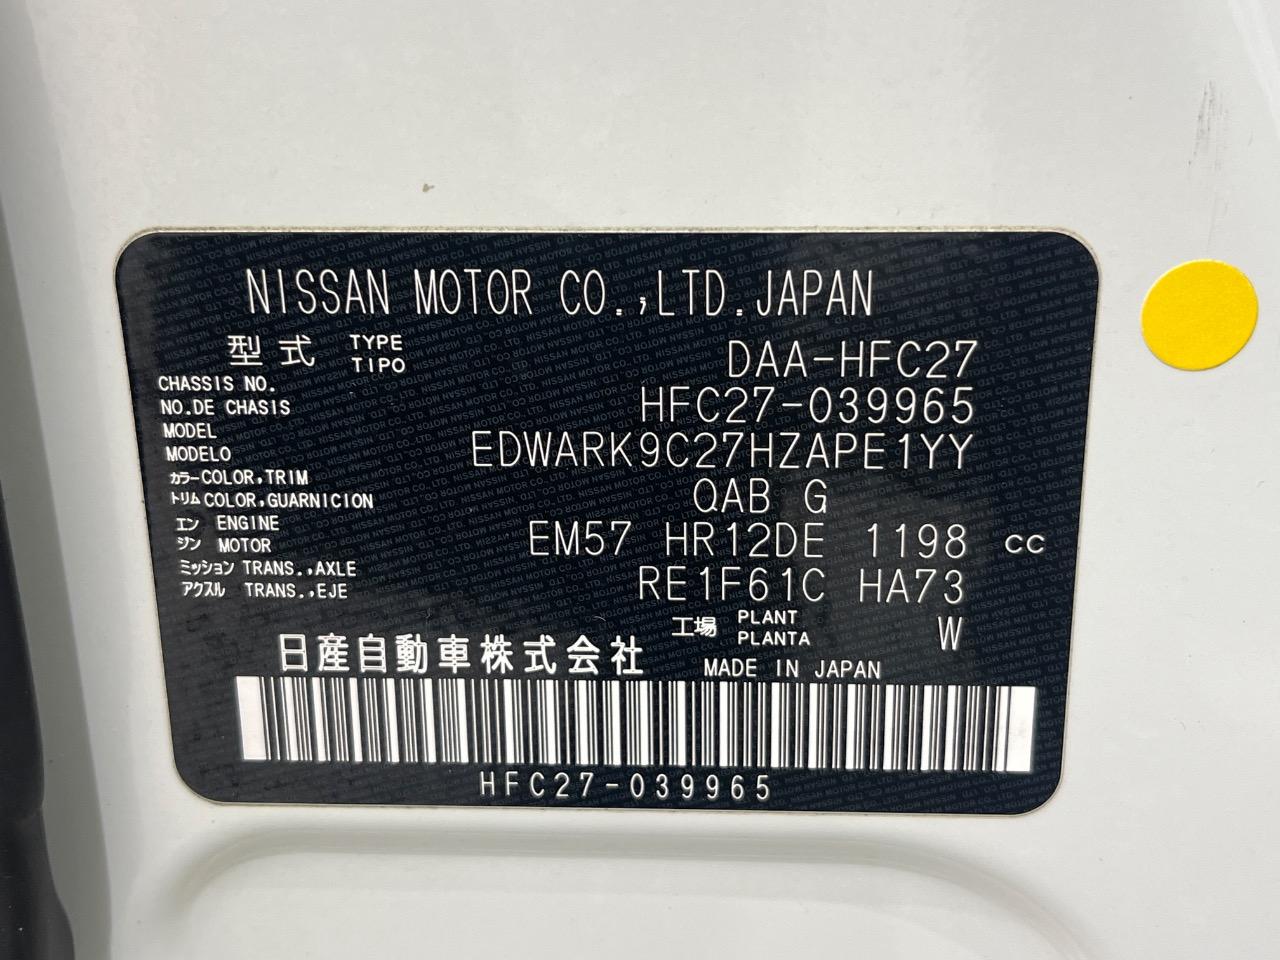 NISSAN MOTOR CO.,LTD.JAPAN
型式 TYPE TIPO DAA-HFC27
CHASSIS NO.
NO.DE CHASIS HFC27-039965
MODEL
MODELO EDWARK9C27HZAPE1YY
カラー COLOR,TRIM
トリム COLOR,GUARNICION QAB G
エン ENGINE
ジン MOTOR EM57 HR12DE 1198 cc
ミッション TRANS.,AXLE
アクスル TRANS.,EJE RE1F61C HA73
工場 PLANT PLANTA W
日産自動車株式会社 MADE IN JAPAN
HFC27-039965